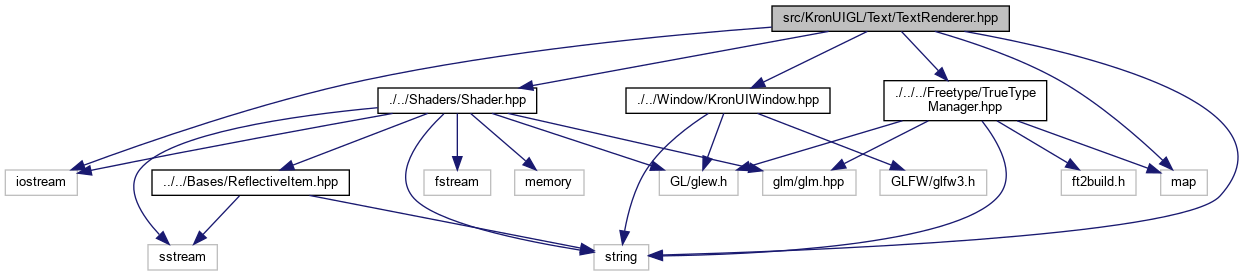 src/KronUIGL/Text/TextRenderer.hpp
./../Shaders/Shader.hpp
./../Window/KronUIWindow.hpp
./../../Freetype/TrueType
Manager.hpp
iostream
../../Bases/ReflectiveItem.hpp
fstream
memory
GL/glew.h
glm/glm.hpp
GLFW/glfw3.h
ft2build.h
map
sstream
string